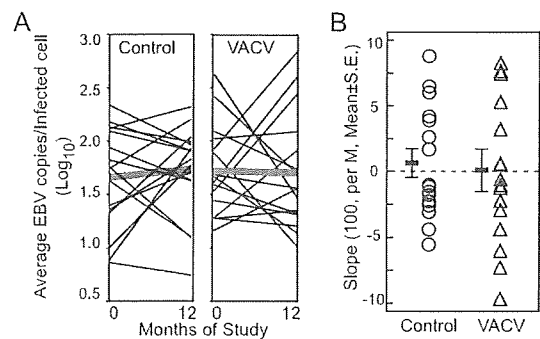 A
Average EBV copies/Infected cell
(Log10)
3.0
2.5
2.0
1.5
1.0
0.5
Control
VACV
0
12
0
12
Months of Study
B
Slope (100, per M, Mean±S.E.)
10
5
0
-5
-10
Control
VACV